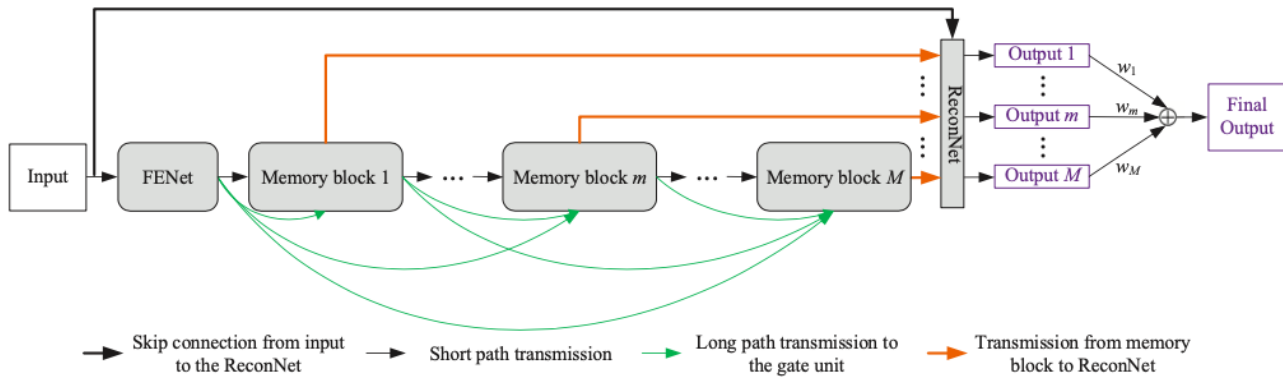 Output 1
w1
ReconNet
Output m
wm
Final
Output
Input
FENet
Memory block 1
...
Memory block m
...
Memory block M
Output M
wM
Skip connection from input
to the ReconNet
Short path transmission
Long path transmission to
the gate unit
Transmission from memory
block to ReconNet